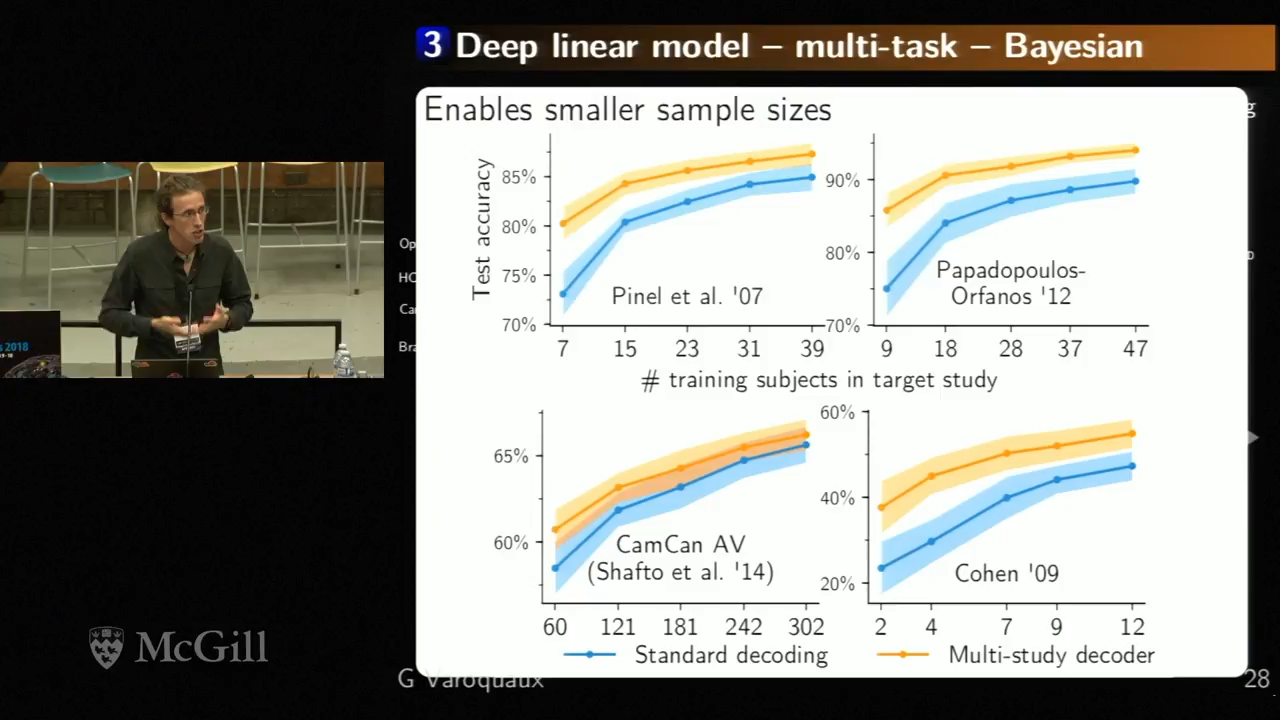 3 Deep linear model – multi-task – Bayesian
Enables smaller sample sizes
Test accuracy
85%
80%
75%
70%
Pinel et al. '07
7 15 23 31 39
90%
80%
70%
Papadopoulos-
Orfanos '12
9 18 28 37 47
# training subjects in target study
65%
60%
CamCan AV
(Shafto et al. '14)
60 121 181 242 302
60%
40%
20%
Cohen '09
2 4 7 9 12
Standard decoding
Multi-study decoder
G Varoquaux
28
2018
McGill